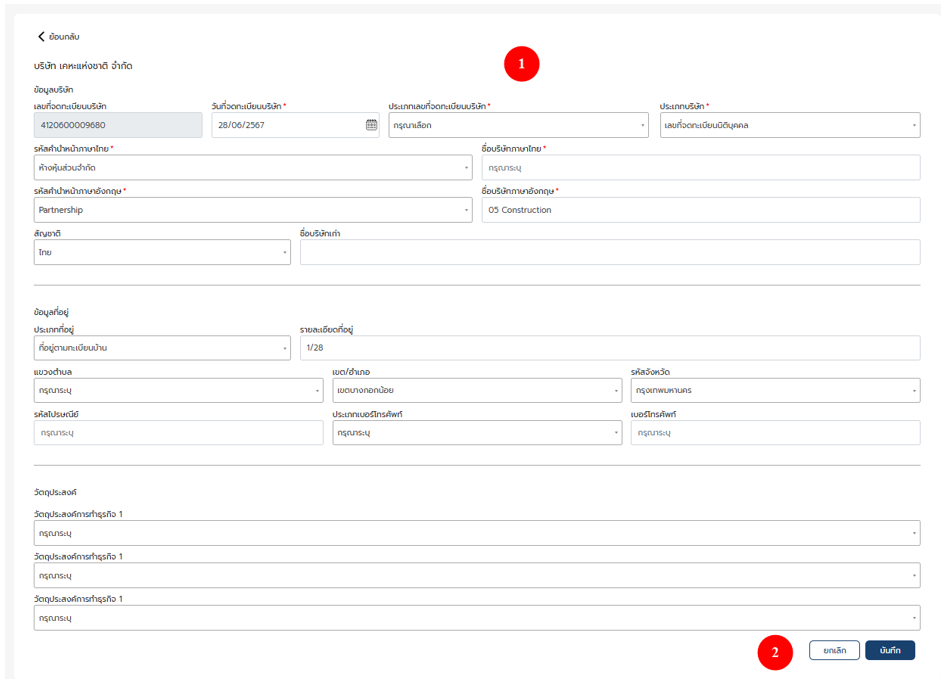 ย้อนกลับ
1
บริษัท เคหะแห่งชาติ จำกัด
ข้อมูลบริษัท
เลขที่จดทะเบียนบริษัท วันที่จดทะเบียนบริษัท * ประเภทเลขที่จดทะเบียนบริษัท * ประเภทบริษัท *
4120600009680 28/06/2567 กรุณาเลือก เลขที่จดทะเบียนนิติบุคคล
รหัสคำนำหน้าภาษาไทย * ชื่อบริษัทภาษาไทย *
ห้างหุ้นส่วนจำกัด กรุณาระบุ
รหัสคำนำหน้าภาษาอังกฤษ * ชื่อบริษัทภาษาอังกฤษ *
Partnership 05 Construction
สัญชาติ ชื่อบริษัทเก่า
ไทย
ข้อมูลที่อยู่
ประเภทที่อยู่ รายละเอียดที่อยู่
ที่อยู่ตามทะเบียนบ้าน 1/28
แขวงตำบล เขต/อำเภอ รหัสจังหวัด
กรุณาระบุ เขตบางกอกน้อย กรุงเทพมหานคร
รหัสไปรษณีย์ ประเภทเบอร์โทรศัพท์ เบอร์โทรศัพท์
กรุณาระบุ กรุณาระบุ กรุณาระบุ
วัตถุประสงค์
วัตถุประสงค์การทำธุรกิจ 1
กรุณาระบุ
วัตถุประสงค์การทำธุรกิจ 1
กรุณาระบุ
วัตถุประสงค์การทำธุรกิจ 1
กรุณาระบุ
2 ยกเลิก บันทึก